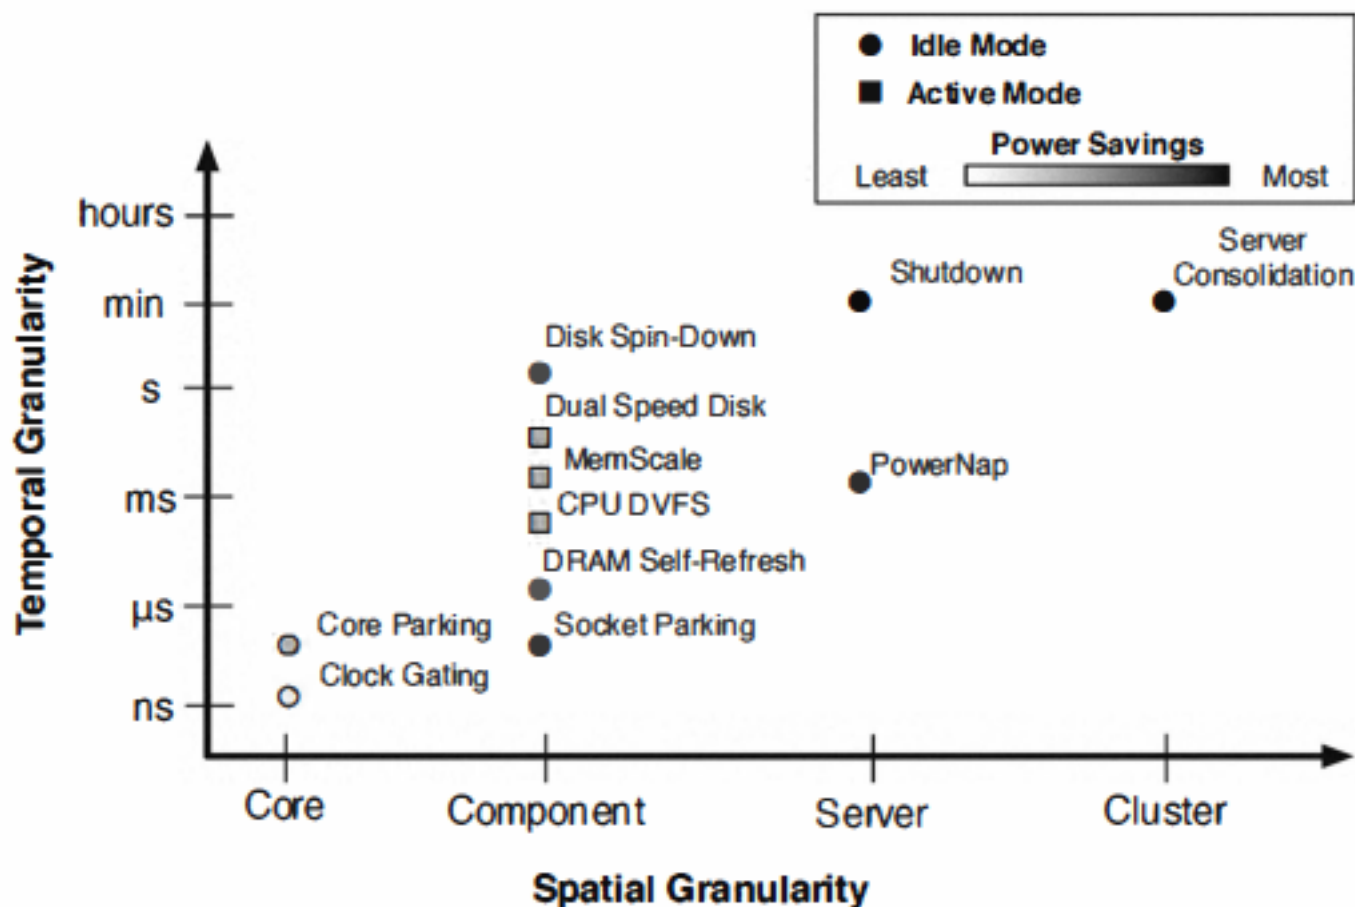 Idle Mode
Active Mode
Power Savings
Least Most
hours
min
s
ms
µs
ns
Temporal Granularity
Server
Consolidation
Shutdown
Disk Spin-Down
Dual Speed Disk
MemScale
PowerNap
CPU DVFS
DRAM Self-Refresh
Core Parking
Socket Parking
Clock Gating
Core Component Server Cluster
Spatial Granularity